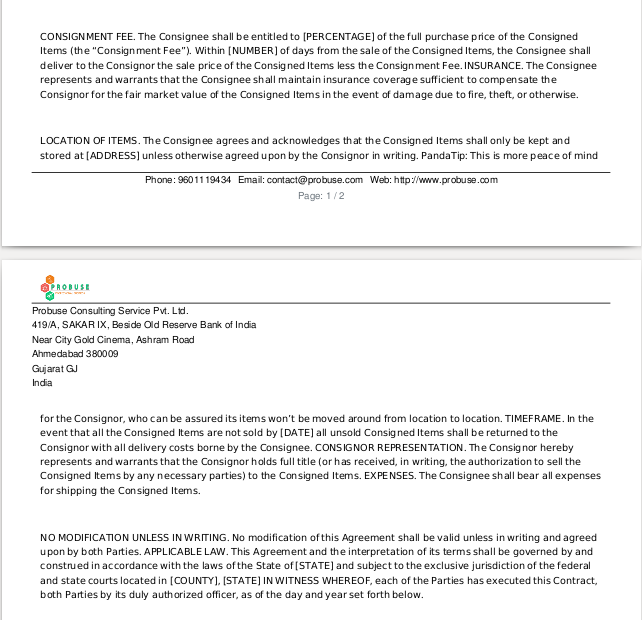 CONSIGNMENT FEE. The Consignee shall be entitled to [PERCENTAGE] of the full purchase price of the Consigned
Items (the “Consignment Fee”). Within [NUMBER] of days from the sale of the Consigned Items, the Consignee shall
deliver to the Consignor the sale price of the Consigned Items less the Consignment Fee.INSURANCE. The Consignee
represents and warrants that the Consignee shall maintain insurance coverage sufficient to compensate the
Consignor for the fair market value of the Consigned Items in the event of damage due to fire, theft, or otherwise.
LOCATION OF ITEMS. The Consignee agrees and acknowledges that the Consigned Items shall only be kept and
stored at [ADDRESS] unless otherwise agreed upon by the Consignor in writing. PandaTip: This is more peace of mind
Phone: 9601119434 Email: contact@probuse.com Web: http://www.probuse.com
Page: 1 / 2
PROBUSE
Probuse Consulting Service Pvt. Ltd.
419/A, SAKAR IX, Beside Old Reserve Bank of India
Near City Gold Cinema, Ashram Road
Ahmedabad 380009
Gujarat GJ
India
for the Consignor, who can be assured its items won’t be moved around from location to location. TIMEFRAME. In the
event that all the Consigned Items are not sold by [DATE] all unsold Consigned Items shall be returned to the
Consignor with all delivery costs borne by the Consignee. CONSIGNOR REPRESENTATION. The Consignor hereby
represents and warrants that the Consignor holds full title (or has received, in writing, the authorization to sell the
Consigned Items by any necessary parties) to the Consigned Items. EXPENSES. The Consignee shall bear all expenses
for shipping the Consigned Items.
NO MODIFICATION UNLESS IN WRITING. No modification of this Agreement shall be valid unless in writing and agreed
upon by both Parties. APPLICABLE LAW. This Agreement and the interpretation of its terms shall be governed by and
construed in accordance with the laws of the State of [STATE] and subject to the exclusive jurisdiction of the federal
and state courts located in [COUNTY], [STATE] IN WITNESS WHEREOF, each of the Parties has executed this Contract,
both Parties by its duly authorized officer, as of the day and year set forth below.